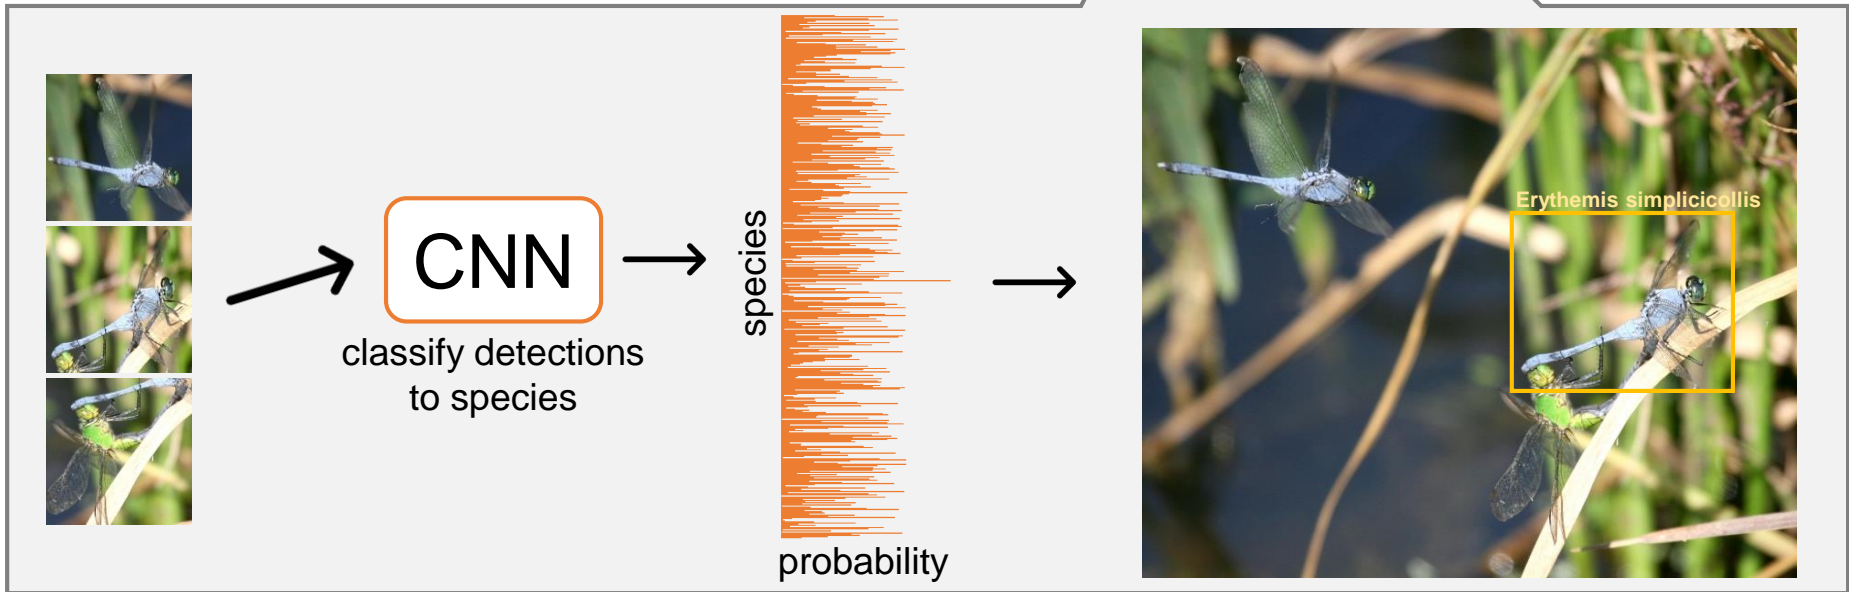 CNN
classify detections
to species
species
probability
Erythemis simplicicollis